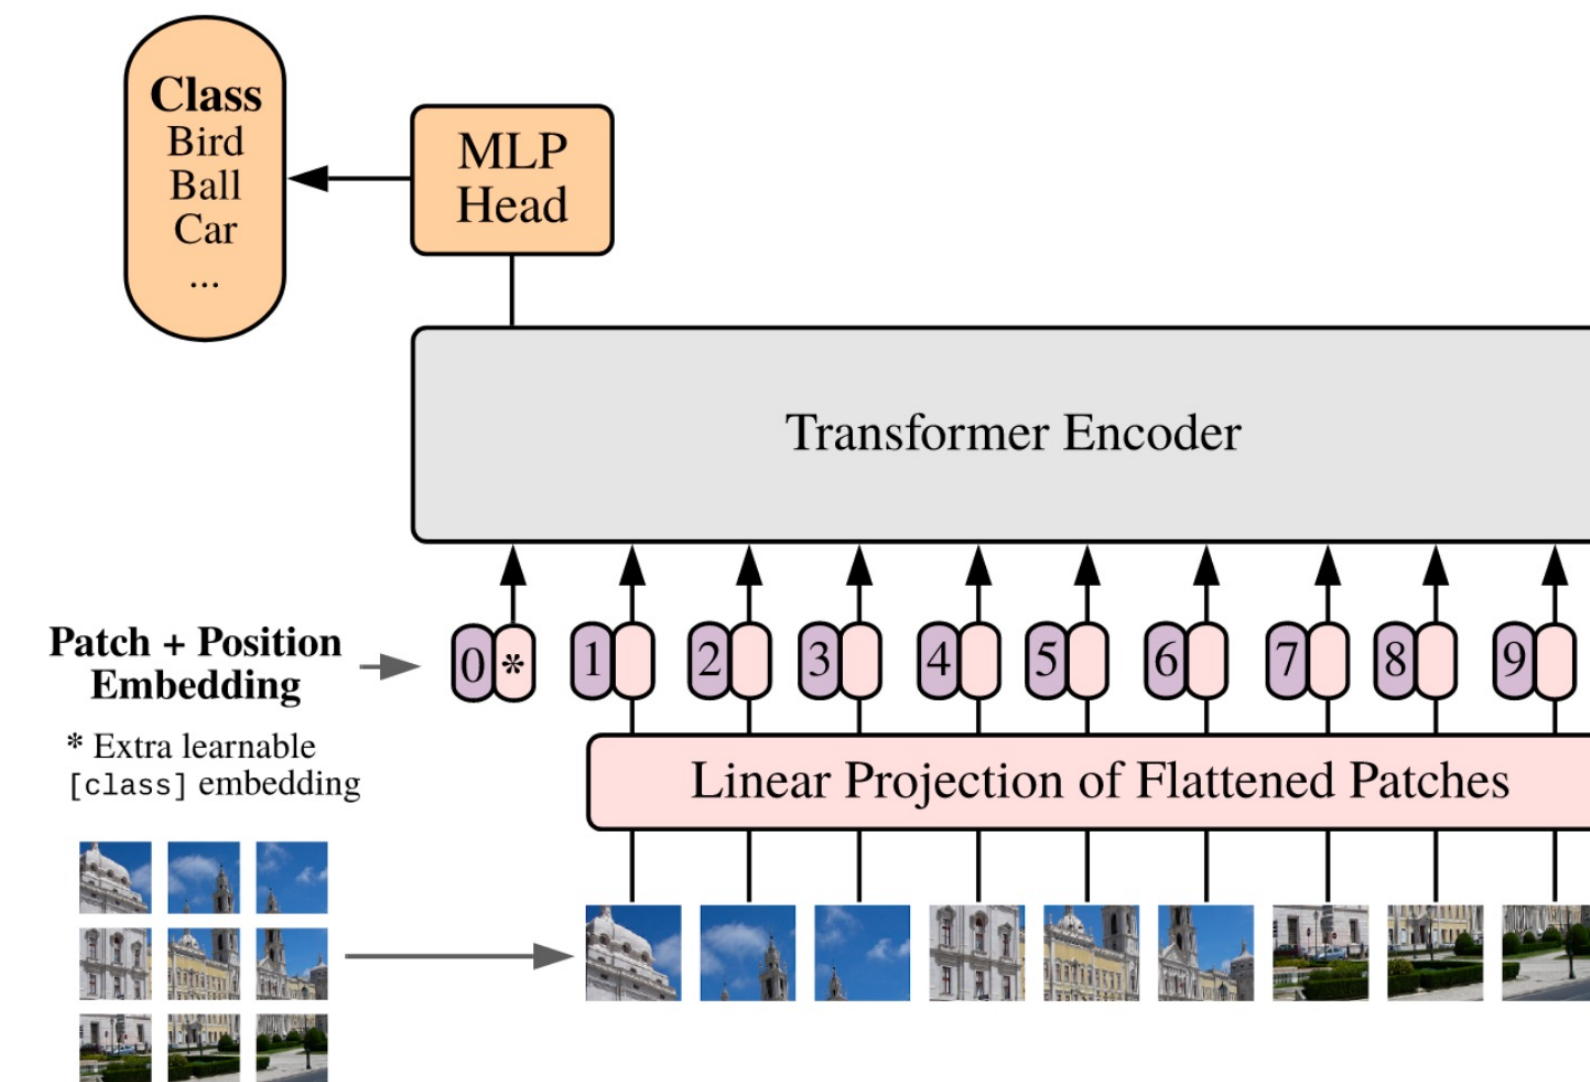 Class
Bird
Ball
Car
...
MLP
Head
Transformer Encoder
Patch + Position
Embedding
0 * 1 2 3 4 5 6 7 8 9
* Extra learnable
[class] embedding
Linear Projection of Flattened Patches